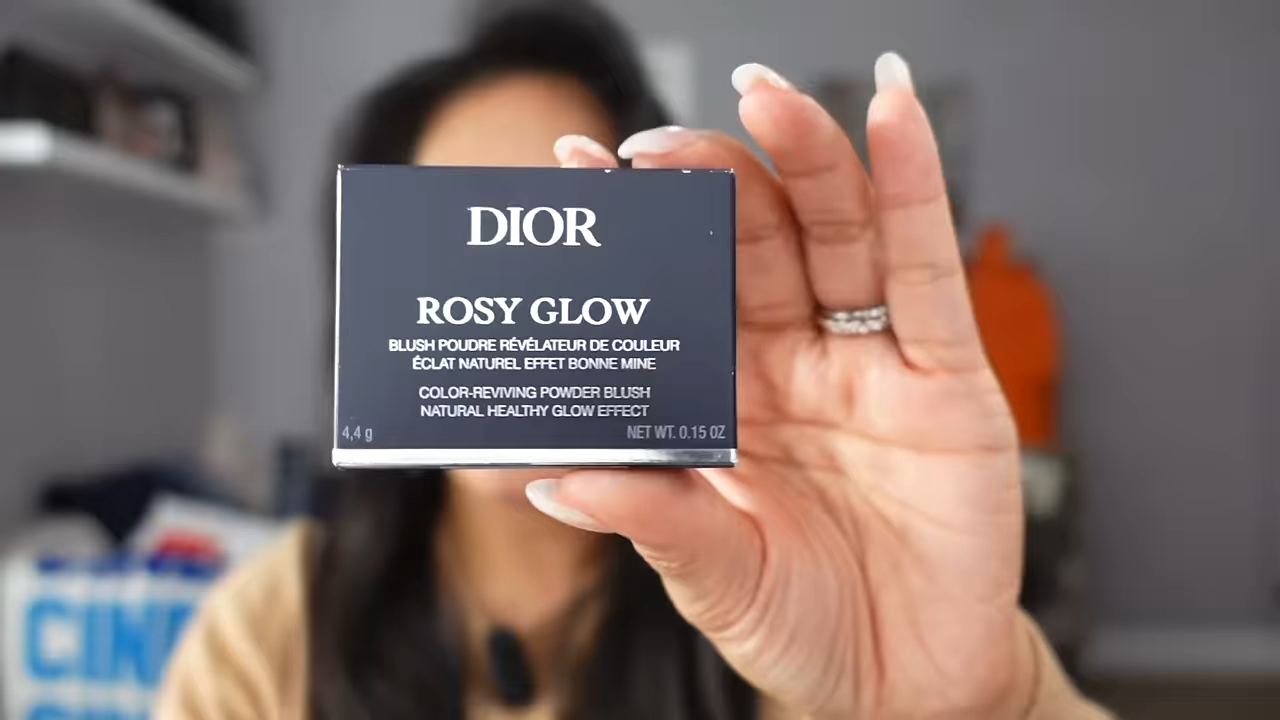 DIOR
ROSY GLOW
BLUSH POUDRE RÉVÉLATEUR DE COULEUR
ÉCLAT NATUREL EFFET BONNE MINE
COLOR-REVIVING POWDER BLUSH
NATURAL HEALTHY GLOW EFFECT
4,4 g NET WT. 0.15 OZ